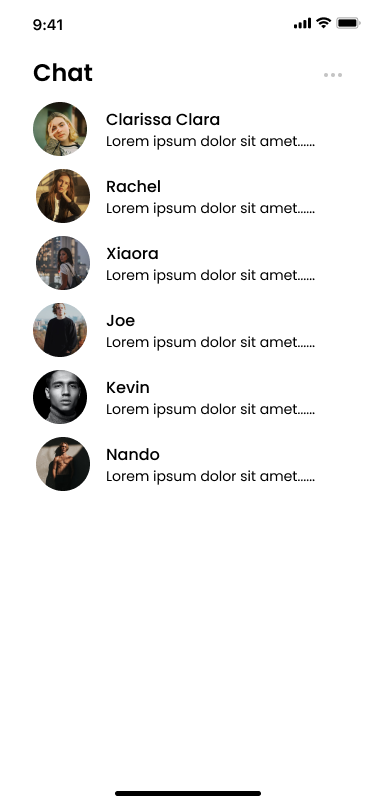 9:41
Chat
Clarissa Clara
Lorem ipsum dolor sit amet......
Rachel
Lorem ipsum dolor sit amet......
Xiaora
Lorem ipsum dolor sit amet......
Joe
Lorem ipsum dolor sit amet......
Kevin
Lorem ipsum dolor sit amet......
Nando
Lorem ipsum dolor sit amet......